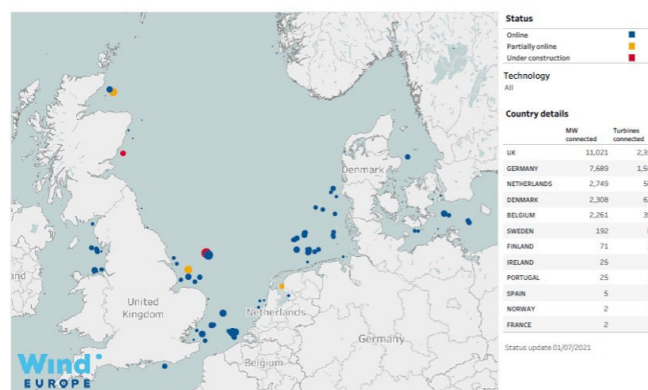 Status
Online
Partially online
Under construction
Technology
All
Country details
MW connected Turbines connected
UK 11,021
GERMANY 7,689
NETHERLANDS 2,749
DENMARK 2,308
BELGIUM 2,261
SWEDEN 192
FINLAND 71
IRELAND 25
PORTUGAL 25
SPAIN 5
NORWAY 2
FRANCE 2
Status update 01/07/2021
Denmark
United Kingdom
Netherlands
Germany
Belgium
Wind
EUROPE